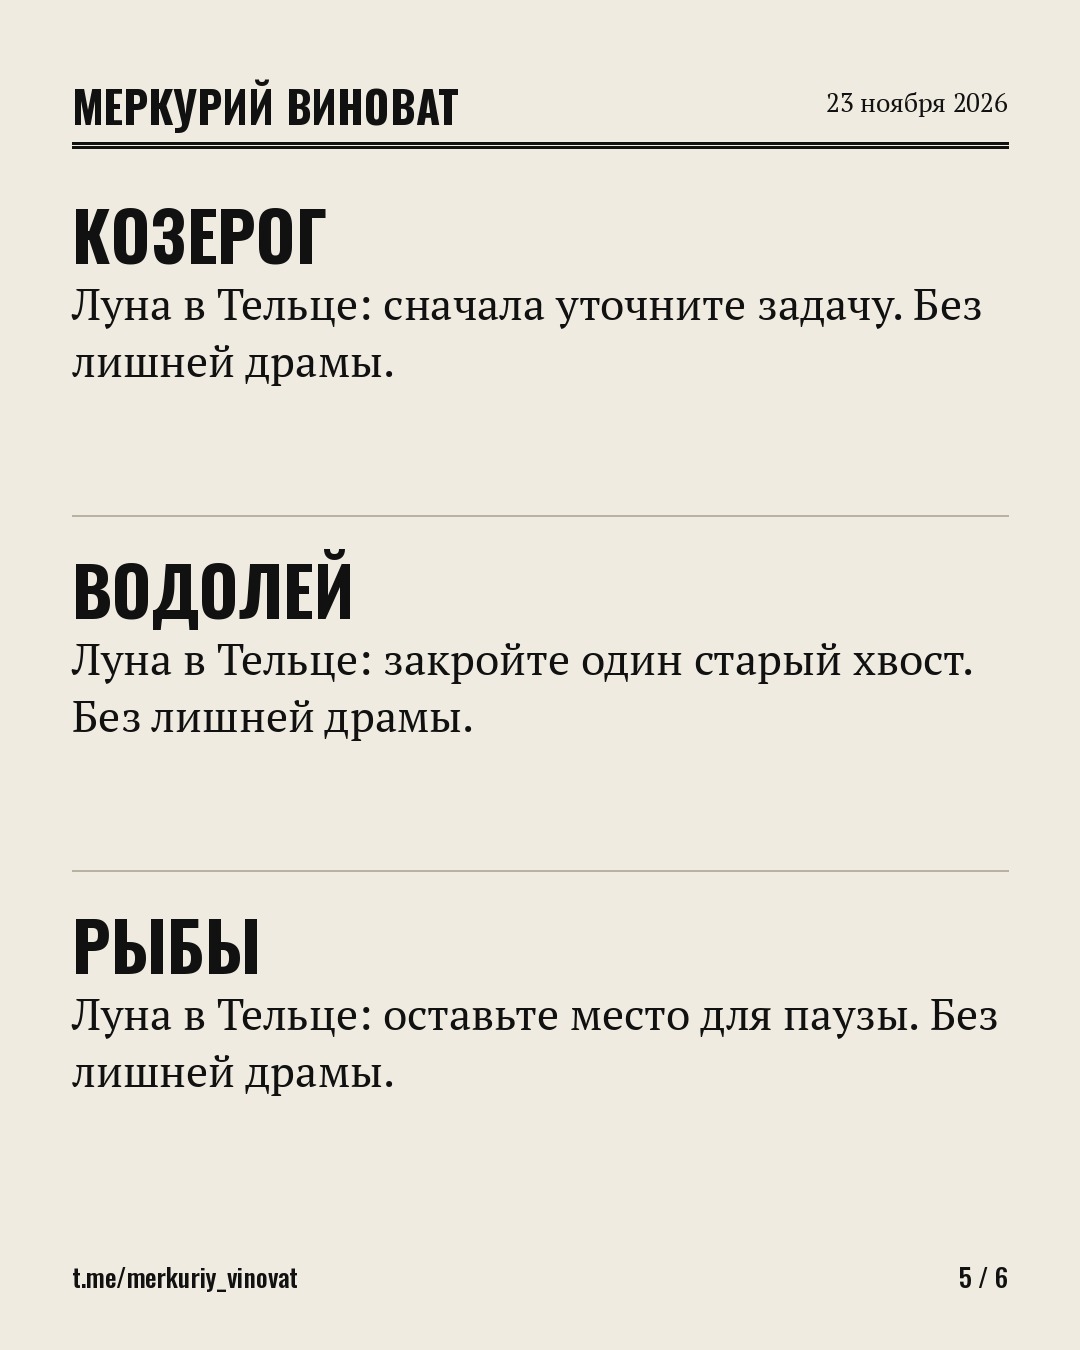 МЕРКУРИЙ ВИНОВАТ
23 ноября 2026
КОЗЕРОГ
Луна в Тельце: сначала уточните задачу. Без
лишней драмы.
ВОДОЛЕЙ
Луна в Тельце: закройте один старый хвост.
Без лишней драмы.
РЫБЫ
Луна в Тельце: оставьте место для паузы. Без
лишней драмы.
t.me/merkuriy_vinovat
5 / 6